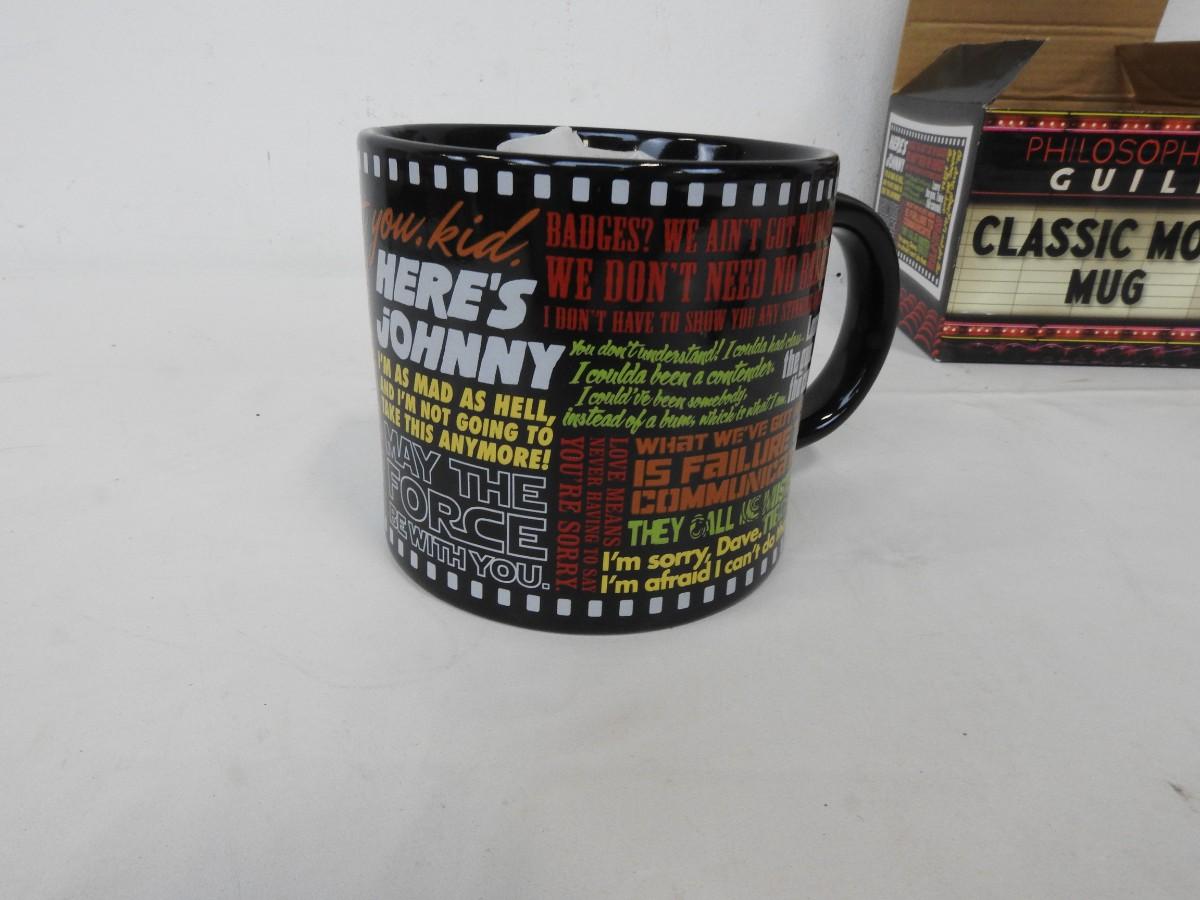 you. kid.
HERE'S
JOHNNY
I'M AS MAD AS HELL,
AND I'M NOT GOING TO
TAKE THIS ANYMORE!
MAY THE
FORCE
BE WITH YOU.
BADGES? WE AIN'T GOT NO
WE DON'T NEED NO
I DON'T HAVE TO SHOW YOU ANY
You don't understand! I coulda had
I coulda been a contender.
I could've been somebody,
instead of a bum, which is what I am.
the
LOVE MEANS
NEVER HAVING TO SAY
YOU'RE SORRY.
WHAT WE'VE GOT
IS FAILURE
THEY CALL ME
I'm sorry, Dave.
I'm afraid I can't do
HERE'S
JOHNNY
PHILOSOPH
GUIL
CLASSIC MO
MUG